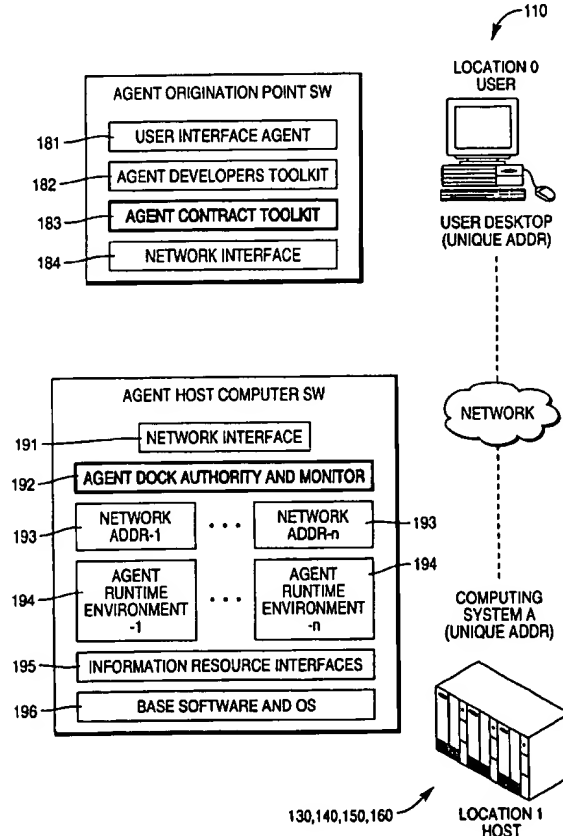 110
LOCATION 0
USER
AGENT ORIGINATION POINT SW
181
USER INTERFACE AGENT
182
AGENT DEVELOPERS TOOLKIT
183
AGENT CONTRACT TOOLKIT
184
NETWORK INTERFACE
USER DESKTOP
(UNIQUE ADDR)
NETWORK
AGENT HOST COMPUTER SW
191
NETWORK INTERFACE
192
AGENT DOCK AUTHORITY AND MONITOR
193
NETWORK
ADDR-1
• • •
NETWORK
ADDR-n
193
194
AGENT
RUNTIME
ENVIRONMENT
-1
• • •
AGENT
RUNTIME
ENVIRONMENT
-n
194
195
INFORMATION RESOURCE INTERFACES
196
BASE SOFTWARE AND OS
COMPUTING
SYSTEM A
(UNIQUE ADDR)
130,140,150,160
LOCATION 1
HOST